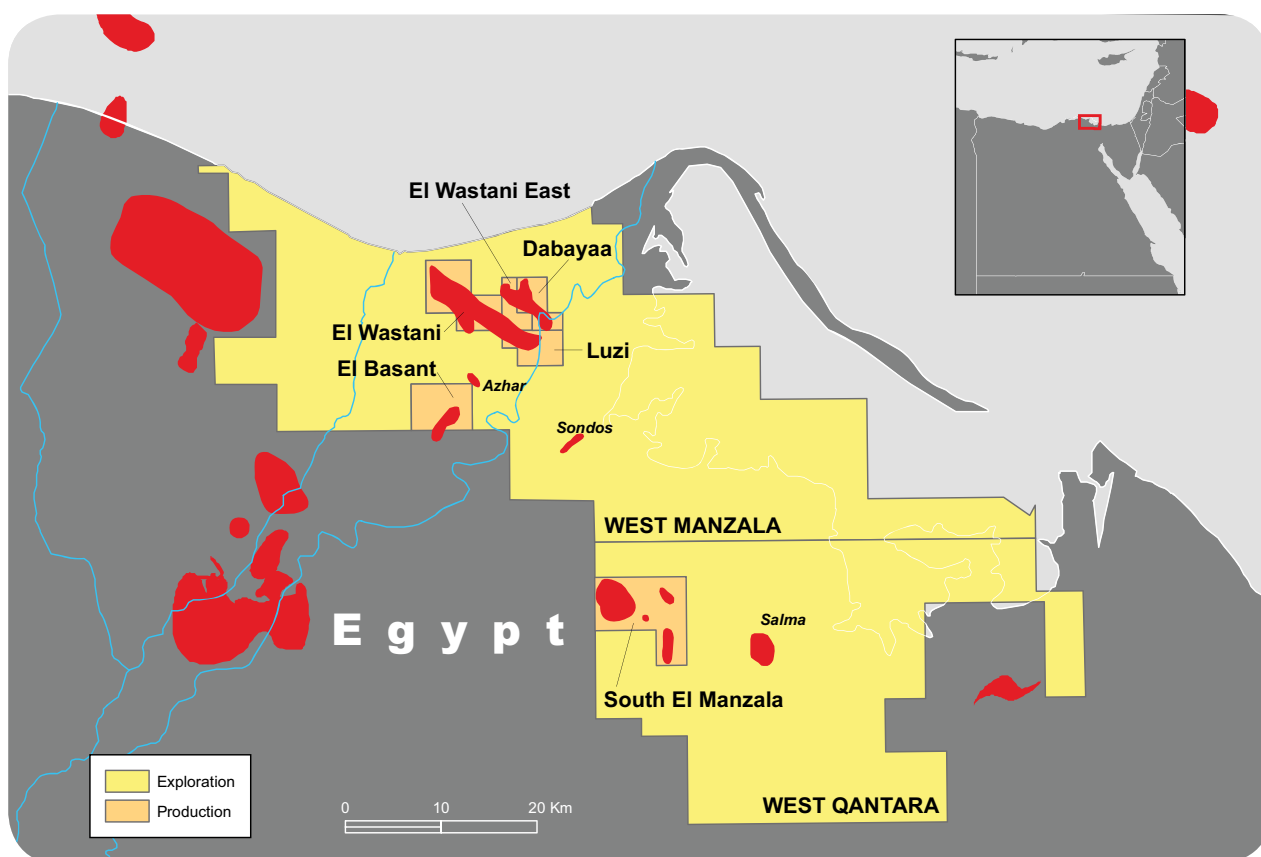 El Wastani East
Dabayaa
El Wastani
Luzi
El Basant
Azhar
Sondos
WEST MANZALA
Egypt
Salma
South El Manzala
WEST QANTARA
Exploration
Production
0 10 20 Km